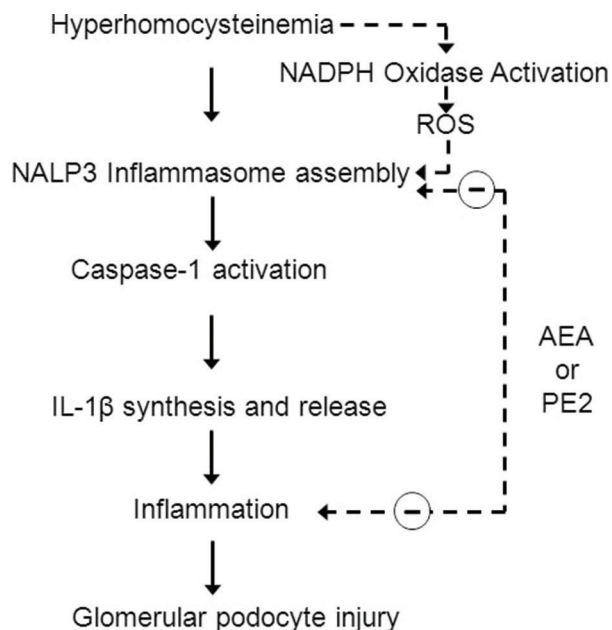 Hyperhomocysteinemia
NADPH Oxidase Activation
ROS
NALP3 Inflammasome assembly
−
Caspase-1 activation
AEA
or
PE2
IL-1β synthesis and release
Inflammation
−
Glomerular podocyte injury